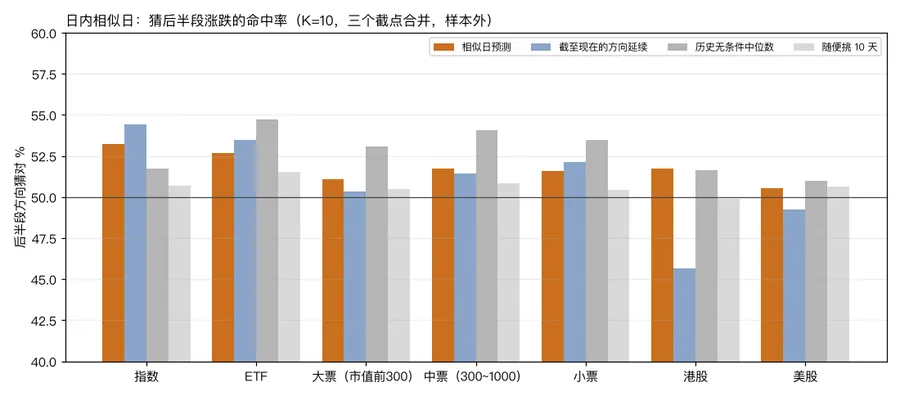 日内相似日：猜后半段涨跌的命中率（K=10，三个截点合并，样本外）
相似日预测
截至现在的方向延续
历史无条件中位数
随便挑 10 天
后半段方向猜对 %
60.0
57.5
55.0
52.5
50.0
47.5
45.0
42.5
40.0
指数
ETF
大票（市值前300）
中票（300~1000）
小票
港股
美股